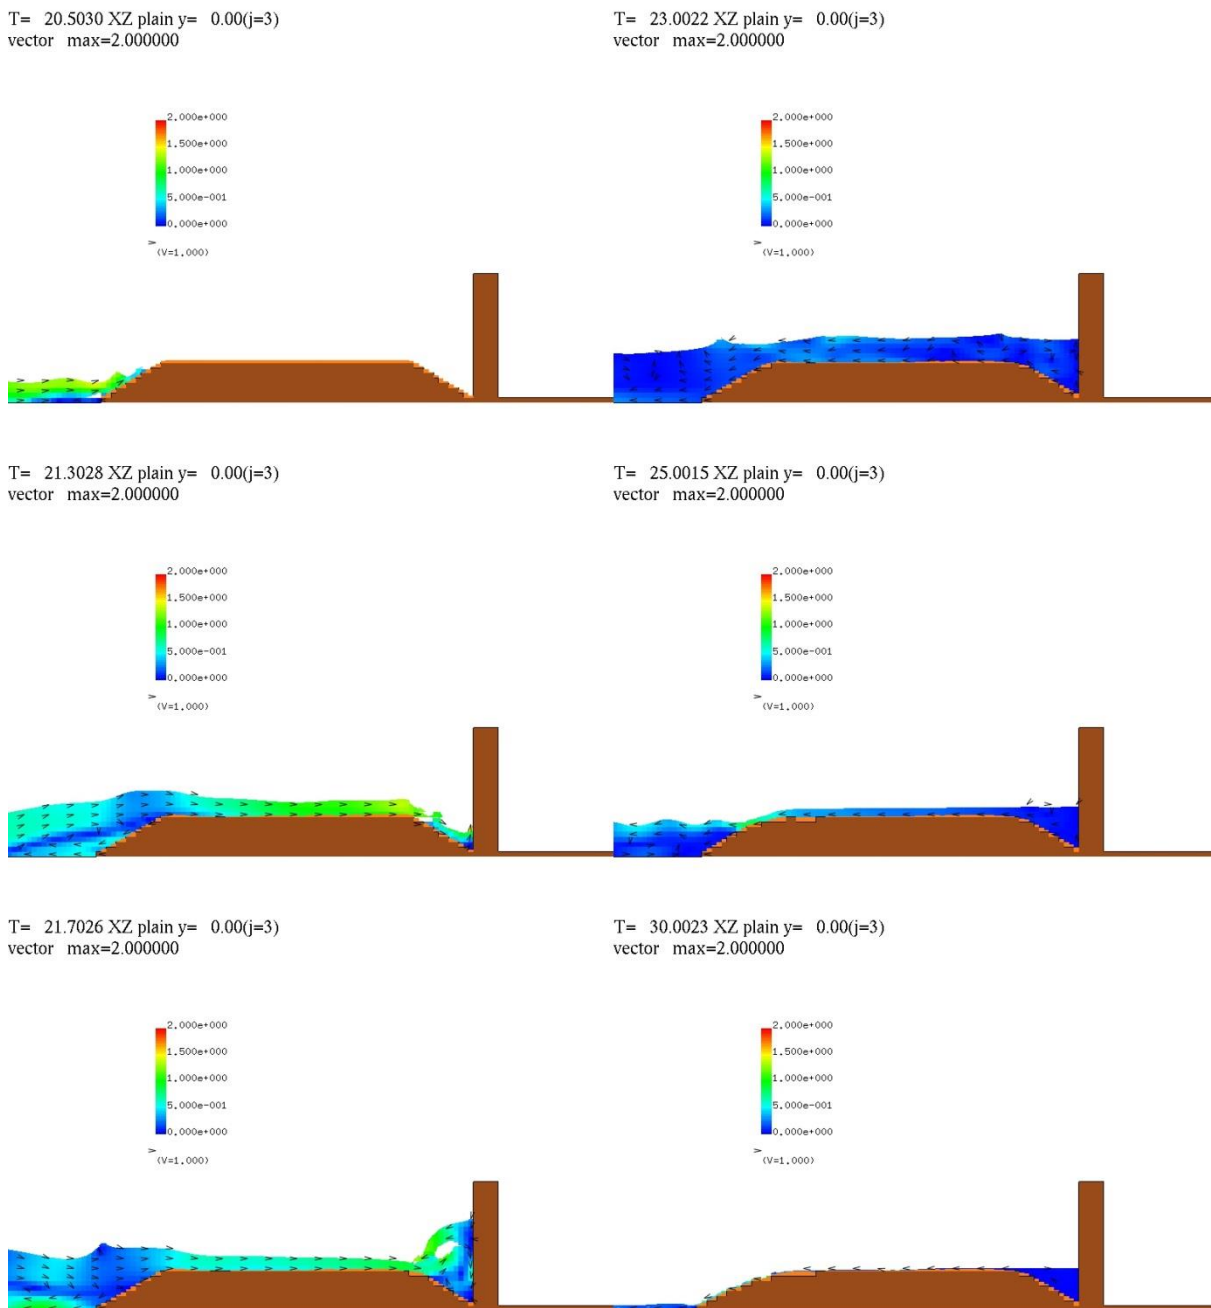 T= 20.5030 XZ plain y= 0.00(j=3)
vector max=2.000000
2.000e+000
1.500e+000
1.000e+000
5.000e-001
0.000e+000
(V=1.000)
T= 23.0022 XZ plain y= 0.00(j=3)
vector max=2.000000
2.000e+000
1.500e+000
1.000e+000
5.000e-001
0.000e+000
(V=1.000)
T= 21.3028 XZ plain y= 0.00(j=3)
vector max=2.000000
2.000e+000
1.500e+000
1.000e+000
5.000e-001
0.000e+000
(V=1.000)
T= 25.0015 XZ plain y= 0.00(j=3)
vector max=2.000000
2.000e+000
1.500e+000
1.000e+000
5.000e-001
0.000e+000
(V=1.000)
T= 21.7026 XZ plain y= 0.00(j=3)
vector max=2.000000
2.000e+000
1.500e+000
1.000e+000
5.000e-001
0.000e+000
(V=1.000)
T= 30.0023 XZ plain y= 0.00(j=3)
vector max=2.000000
2.000e+000
1.500e+000
1.000e+000
5.000e-001
0.000e+000
(V=1.000)